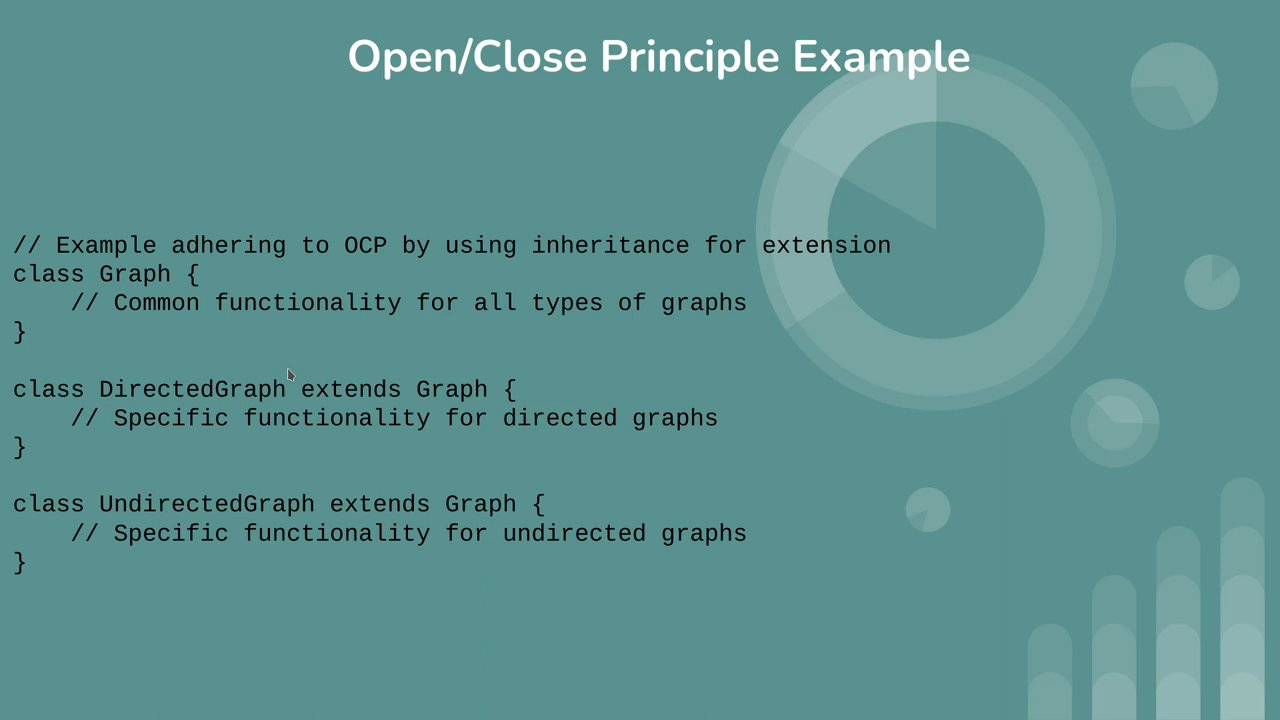 Open/Close Principle Example
// Example adhering to OCP by using inheritance for extension
class Graph {
    // Common functionality for all types of graphs
}
class DirectedGraph extends Graph {
    // Specific functionality for directed graphs
}
class UndirectedGraph extends Graph {
    // Specific functionality for undirected graphs
}